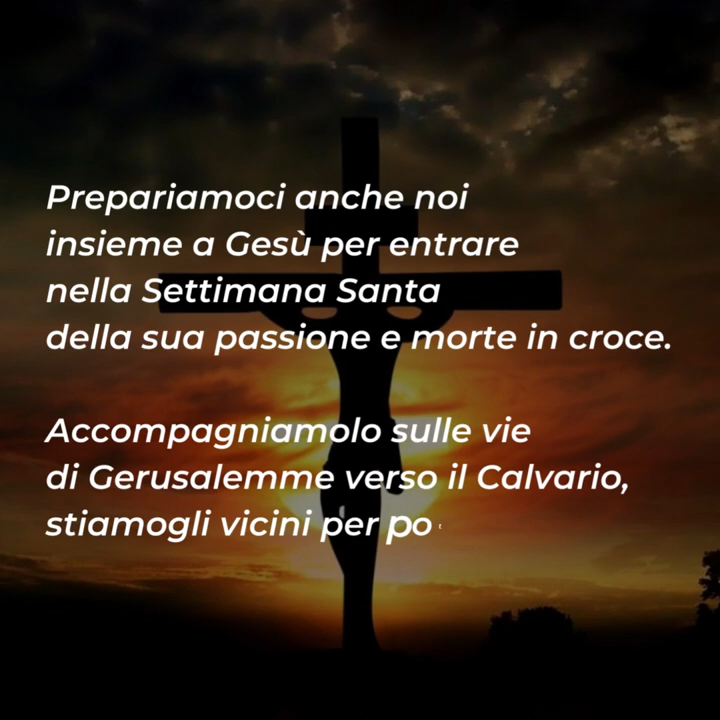 Prepariamoci anche noi
insieme a Gesù per entrare
nella Settimana Santa
della sua passione e morte in croce.
Accompagniamolo sulle vie
di Gerusalemme verso il Calvario,
stiamogli vicini per po